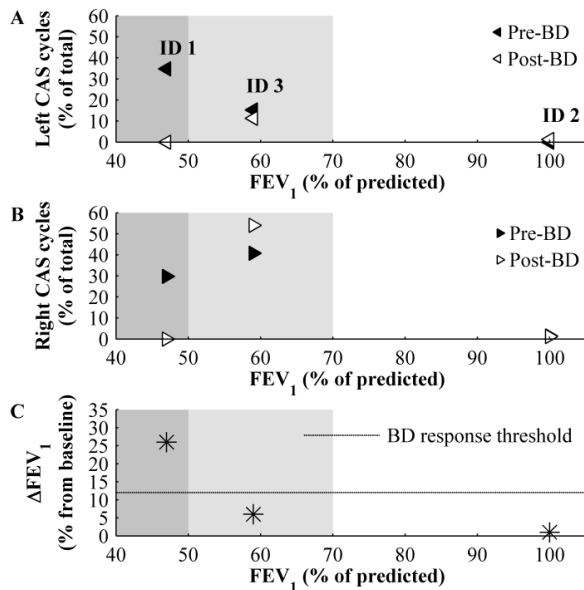 A
Left CAS cycles
(% of total)
60
50
40
30
20
10
0
ID 1
ID 3
ID 2
Pre-BD
Post-BD
40 50 60 70 80 90 100
FEV1 (% of predicted)
B
Right CAS cycles
(% of total)
60
50
40
30
20
10
0
Pre-BD
Post-BD
40 50 60 70 80 90 100
FEV1 (% of predicted)
C
ΔFEV1
(% from baseline)
35
30
25
20
15
10
5
0
BD response threshold
40 50 60 70 80 90 100
FEV1 (% of predicted)